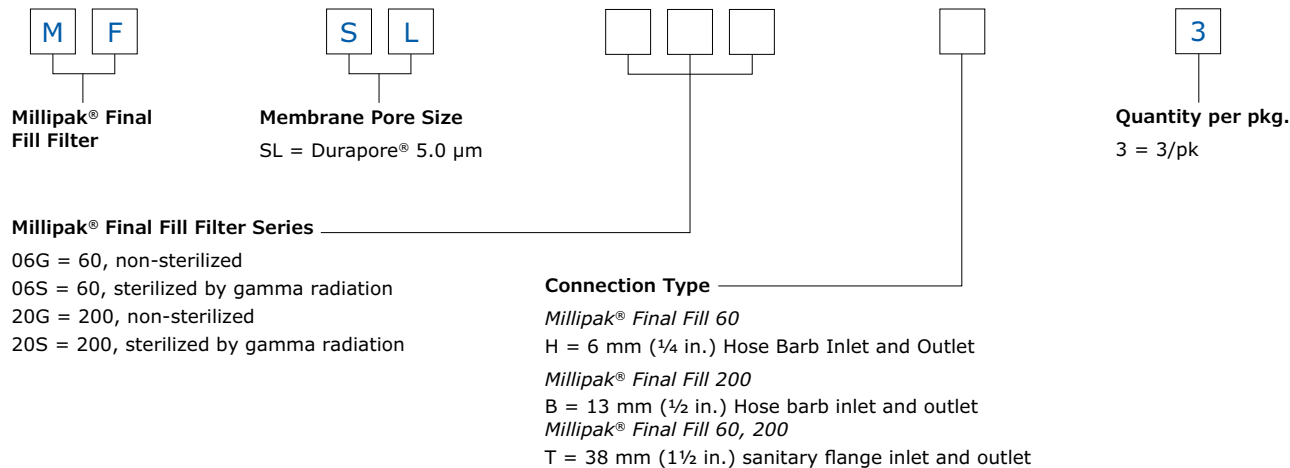 M F S L 3
Millipak® Final
Fill Filter
Membrane Pore Size
SL = Durapore® 5.0 µm
Quantity per pkg.
3 = 3/pk
Millipak® Final Fill Filter Series
06G = 60, non-sterilized
06S = 60, sterilized by gamma radiation
20G = 200, non-sterilized
20S = 200, sterilized by gamma radiation
Connection Type
Millipak® Final Fill 60
H = 6 mm (¼ in.) Hose Barb Inlet and Outlet
Millipak® Final Fill 200
B = 13 mm (½ in.) Hose barb inlet and outlet
Millipak® Final Fill 60, 200
T = 38 mm (1½ in.) sanitary flange inlet and outlet